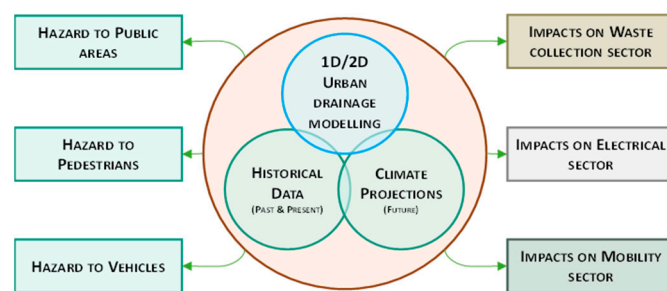 HAZARD TO PUBLIC
AREAS
HAZARD TO
PEDESTRIANS
HAZARD TO VEHICLES
1D/2D
URBAN
DRAINAGE
MODELLING
HISTORICAL
DATA
(PAST & PRESENT)
CLIMATE
PROJECTIONS
(FUTURE)
IMPACTS ON WASTE
COLLECTION SECTOR
IMPACTS ON ELECTRICAL
SECTOR
IMPACTS ON MOBILITY
SECTOR